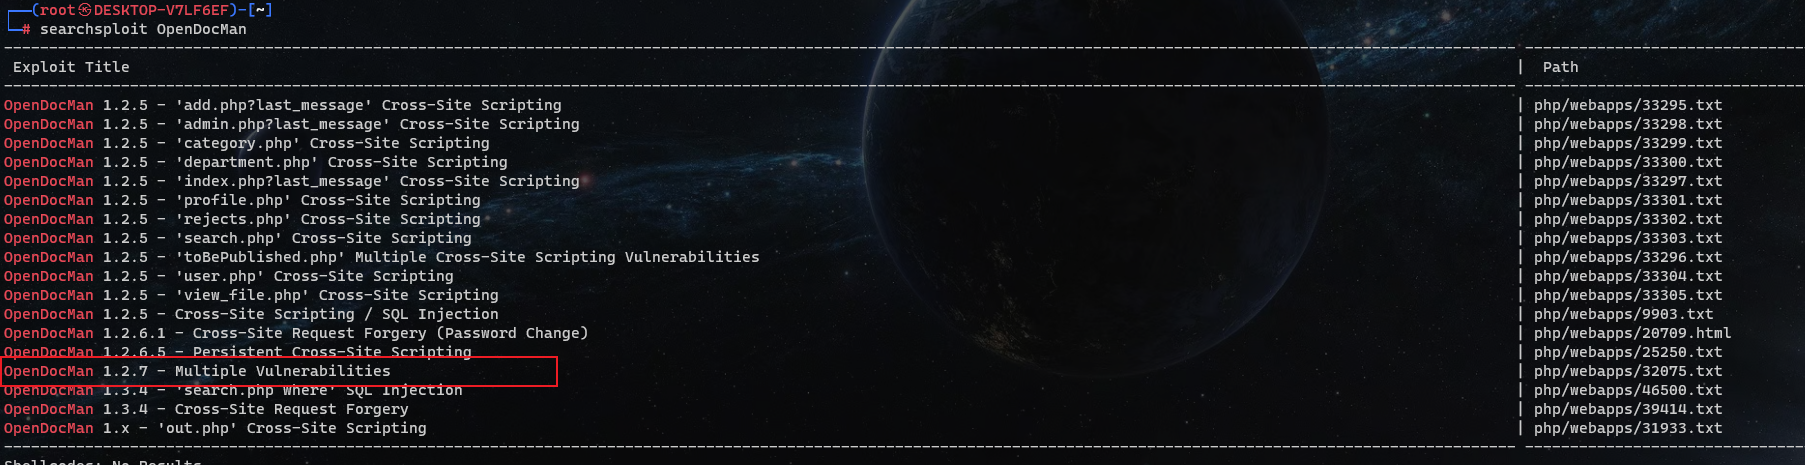 ┌──(root㉿DESKTOP-V7LF6EF)-[~]
└─# searchsploit OpenDocMan
Exploit Title | Path
OpenDocMan 1.2.5 - 'add.php?last_message' Cross-Site Scripting | php/webapps/33295.txt
OpenDocMan 1.2.5 - 'admin.php?last_message' Cross-Site Scripting | php/webapps/33298.txt
OpenDocMan 1.2.5 - 'category.php' Cross-Site Scripting | php/webapps/33299.txt
OpenDocMan 1.2.5 - 'department.php' Cross-Site Scripting | php/webapps/33300.txt
OpenDocMan 1.2.5 - 'index.php?last_message' Cross-Site Scripting | php/webapps/33297.txt
OpenDocMan 1.2.5 - 'profile.php' Cross-Site Scripting | php/webapps/33301.txt
OpenDocMan 1.2.5 - 'rejects.php' Cross-Site Scripting | php/webapps/33302.txt
OpenDocMan 1.2.5 - 'search.php' Cross-Site Scripting | php/webapps/33303.txt
OpenDocMan 1.2.5 - 'toBePublished.php' Multiple Cross-Site Scripting Vulnerabilities | php/webapps/33296.txt
OpenDocMan 1.2.5 - 'user.php' Cross-Site Scripting | php/webapps/33304.txt
OpenDocMan 1.2.5 - 'view_file.php' Cross-Site Scripting | php/webapps/33305.txt
OpenDocMan 1.2.5 - Cross-Site Scripting / SQL Injection | php/webapps/9903.txt
OpenDocMan 1.2.6.1 - Cross-Site Request Forgery (Password Change) | php/webapps/20709.html
OpenDocMan 1.2.6.5 - Persistent Cross-Site Scripting | php/webapps/25250.txt
OpenDocMan 1.2.7 - Multiple Vulnerabilities | php/webapps/32075.txt
OpenDocMan 1.3.4 - 'search.php where' SQL Injection | php/webapps/46500.txt
OpenDocMan 1.3.4 - Cross-Site Request Forgery | php/webapps/39414.txt
OpenDocMan 1.x - 'out.php' Cross-Site Scripting | php/webapps/31933.txt
Shellcodes: No Results